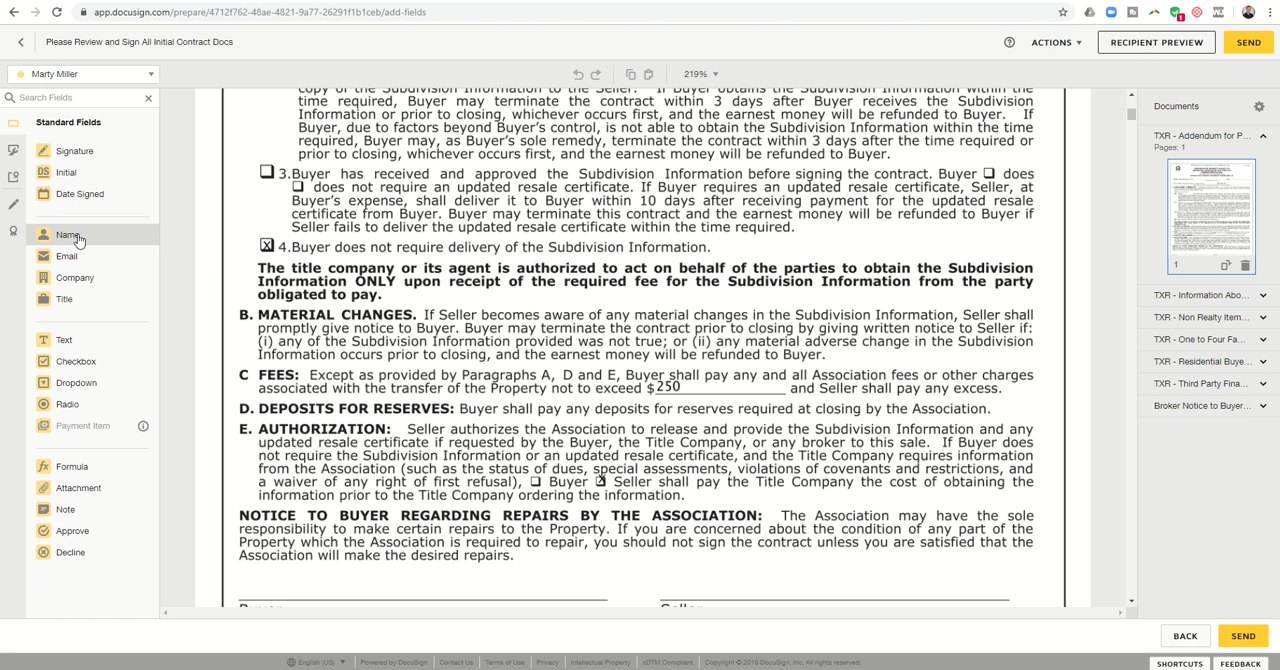 app.docusign.com/prepare/4712f762-48ae-4821-9a77-26291f1b1ceb/add-fields
Please Review and Sign All Initial Contract Docs
ACTIONS
RECIPIENT PREVIEW
SEND
Marty Miller
219%
Search Fields
Standard Fields
Signature
Initial
Date Signed
Name
Email
Company
Title
Text
Checkbox
Dropdown
Radio
Payment Item
Formula
Attachment
Note
Approve
Decline
copy of the Subdivision Information to the Seller. If Buyer obtains the Subdivision Information within the
time required, Buyer may terminate the contract within 3 days after Buyer receives the Subdivision
Information or prior to closing, whichever occurs first, and the earnest money will be refunded to Buyer. If
Buyer, due to factors beyond Buyer's control, is not able to obtain the Subdivision Information within the time
required, Buyer may, as Buyer's sole remedy, terminate the contract within 3 days after the time required or
prior to closing, whichever occurs first, and the earnest money will be refunded to Buyer.
3.Buyer has received and approved the Subdivision Information before signing the contract. Buyer ❑ does
❑ does not require an updated resale certificate. If Buyer requires an updated resale certificate, Seller, at
Buyer's expense, shall deliver it to Buyer within 10 days after receiving payment for the updated resale
certificate from Buyer. Buyer may terminate this contract and the earnest money will be refunded to Buyer if
Seller fails to deliver the updated resale certificate within the time required.
X 4.Buyer does not require delivery of the Subdivision Information.
The title company or its agent is authorized to act on behalf of the parties to obtain the Subdivision
Information ONLY upon receipt of the required fee for the Subdivision Information from the party
obligated to pay.
B. MATERIAL CHANGES. If Seller becomes aware of any material changes in the Subdivision Information, Seller shall
promptly give notice to Buyer. Buyer may terminate the contract prior to closing by giving written notice to Seller if:
(i) any of the Subdivision Information provided was not true; or (ii) any material adverse change in the Subdivision
Information occurs prior to closing, and the earnest money will be refunded to Buyer.
C FEES: Except as provided by Paragraphs A, D and E, Buyer shall pay any and all Association fees or other charges
associated with the transfer of the Property not to exceed $250 and Seller shall pay any excess.
D. DEPOSITS FOR RESERVES: Buyer shall pay any deposits for reserves required at closing by the Association.
E. AUTHORIZATION: Seller authorizes the Association to release and provide the Subdivision Information and any
updated resale certificate if requested by the Buyer, the Title Company, or any broker to this sale. If Buyer does
not require the Subdivision Information or an updated resale certificate, and the Title Company requires information
from the Association (such as the status of dues, special assessments, violations of covenants and restrictions, and
a waiver of any right of first refusal), ❑ Buyer X Seller shall pay the Title Company the cost of obtaining the
information prior to the Title Company ordering the information.
NOTICE TO BUYER REGARDING REPAIRS BY THE ASSOCIATION: The Association may have the sole
responsibility to make certain repairs to the Property. If you are concerned about the condition of any part of the
Property which the Association is required to repair, you should not sign the contract unless you are satisfied that the
Association will make the desired repairs.
Buyer
Seller
Documents
TXR - Addendum for P...
Pages: 1
1
TXR - Information Abo...
TXR - Non Realty Item...
TXR - One to Four Fa...
TXR - Residential Buye...
TXR - Third Party Fina...
Broker Notice to Buyer...
BACK
SEND
English (US)
Powered by DocuSign
Contact Us
Terms of Use
Privacy
Intellectual Property
xDTM Compliant
Copyright © 2019 DocuSign, Inc. All rights reserved.
SHORTCUTS
FEEDBACK